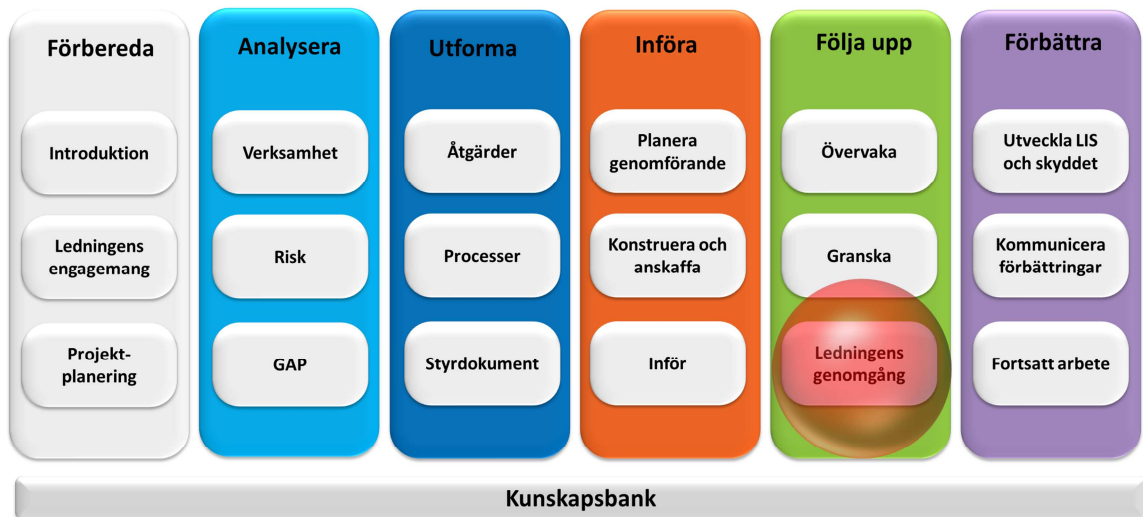 Förbereda
Introduktion
Ledningens
engagemang
Projekt-
planering
Analysera
Verksamhet
Risk
GAP
Utforma
Åtgärder
Processer
Styrdokument
Införa
Planera
genomförande
Konstruera och
anskaffa
Inför
Följa upp
Övervaka
Granska
Ledningens
genomgång
Förbättra
Utveckla LIS
och skyddet
Kommunicera
förbättringar
Fortsatt arbete
Kunskapsbank